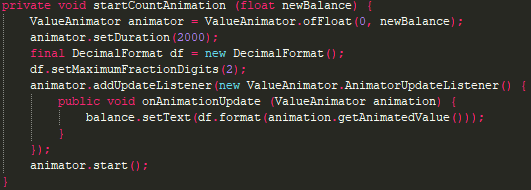 private void startCountAnimation (float newBalance) {
    ValueAnimator animator = ValueAnimator.ofFloat(0, newBalance);
    animator.setDuration(2000);
    final DecimalFormat df = new DecimalFormat();
    df.setMaximumFractionDigits(2);
    animator.addUpdateListener(new ValueAnimator.AnimatorUpdateListener() {
        public void onAnimationUpdate (ValueAnimator animation) {
            balance.setText(df.format(animation.getAnimatedValue()));
        }
    });
    animator.start();
}